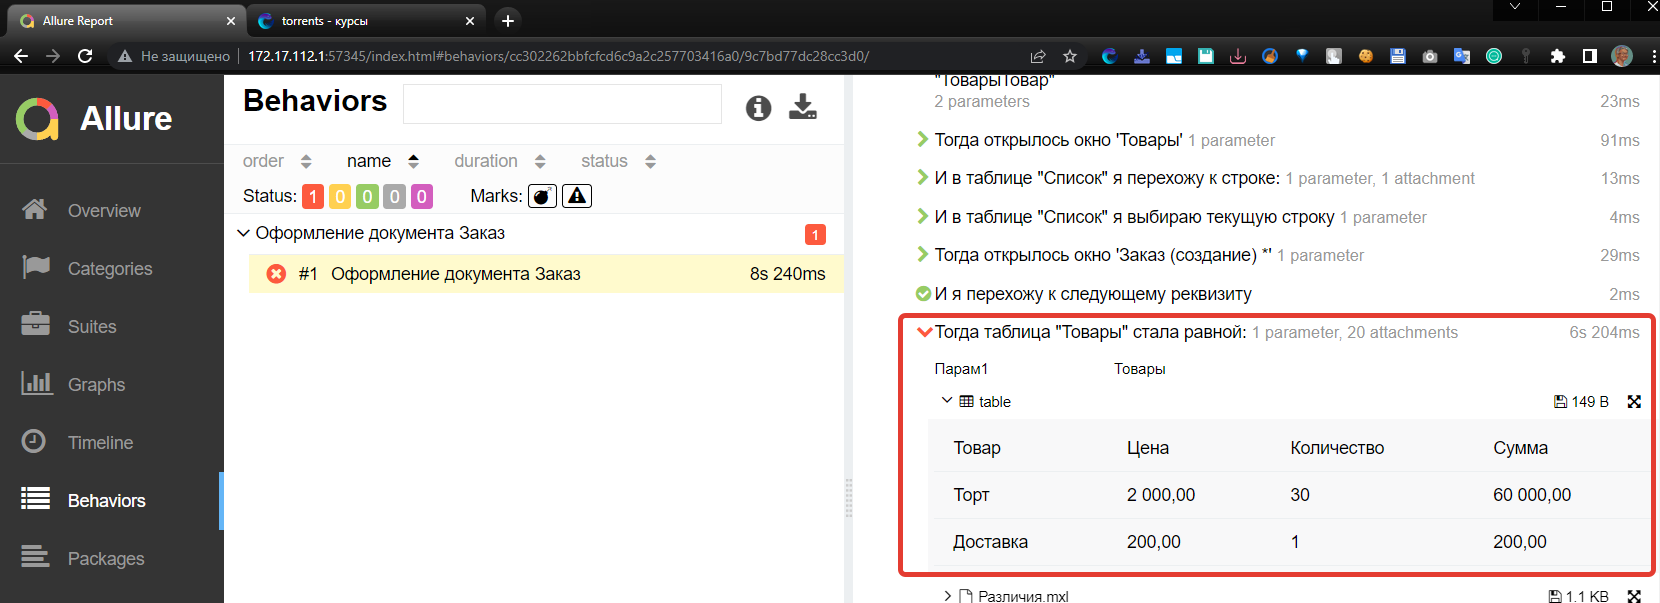 Allure Report
torrents - курсы
Не защищено
172.17.112.1:57345/index.html#behaviors/cc302262bbfcfcd6c9a2c257703416a0/9c7bd77dc28cc3d0/
Allure
Overview
Categories
Suites
Graphs
Timeline
Behaviors
Packages
Behaviors
order name duration status
Status: 1 0 0 0 0 Marks:
Оформление документа Заказ 1
#1 Оформление документа Заказ 8s 240ms
"ТоварыТовар"
2 parameters 23ms
Тогда открылось окно 'Товары' 1 parameter 91ms
И в таблице "Список" я перехожу к строке: 1 parameter, 1 attachment 13ms
И в таблице "Список" я выбираю текущую строку 1 parameter 4ms
Тогда открылось окно 'Заказ (создание) *' 1 parameter 29ms
И я перехожу к следующему реквизиту 2ms
Тогда таблица "Товары" стала равной: 1 parameter, 20 attachments 6s 204ms
Парам1 Товары
table 149 B
Товар Цена Количество Сумма
Торт 2 000,00 30 60 000,00
Доставка 200,00 1 200,00
Различия.mxl 1.1 KB